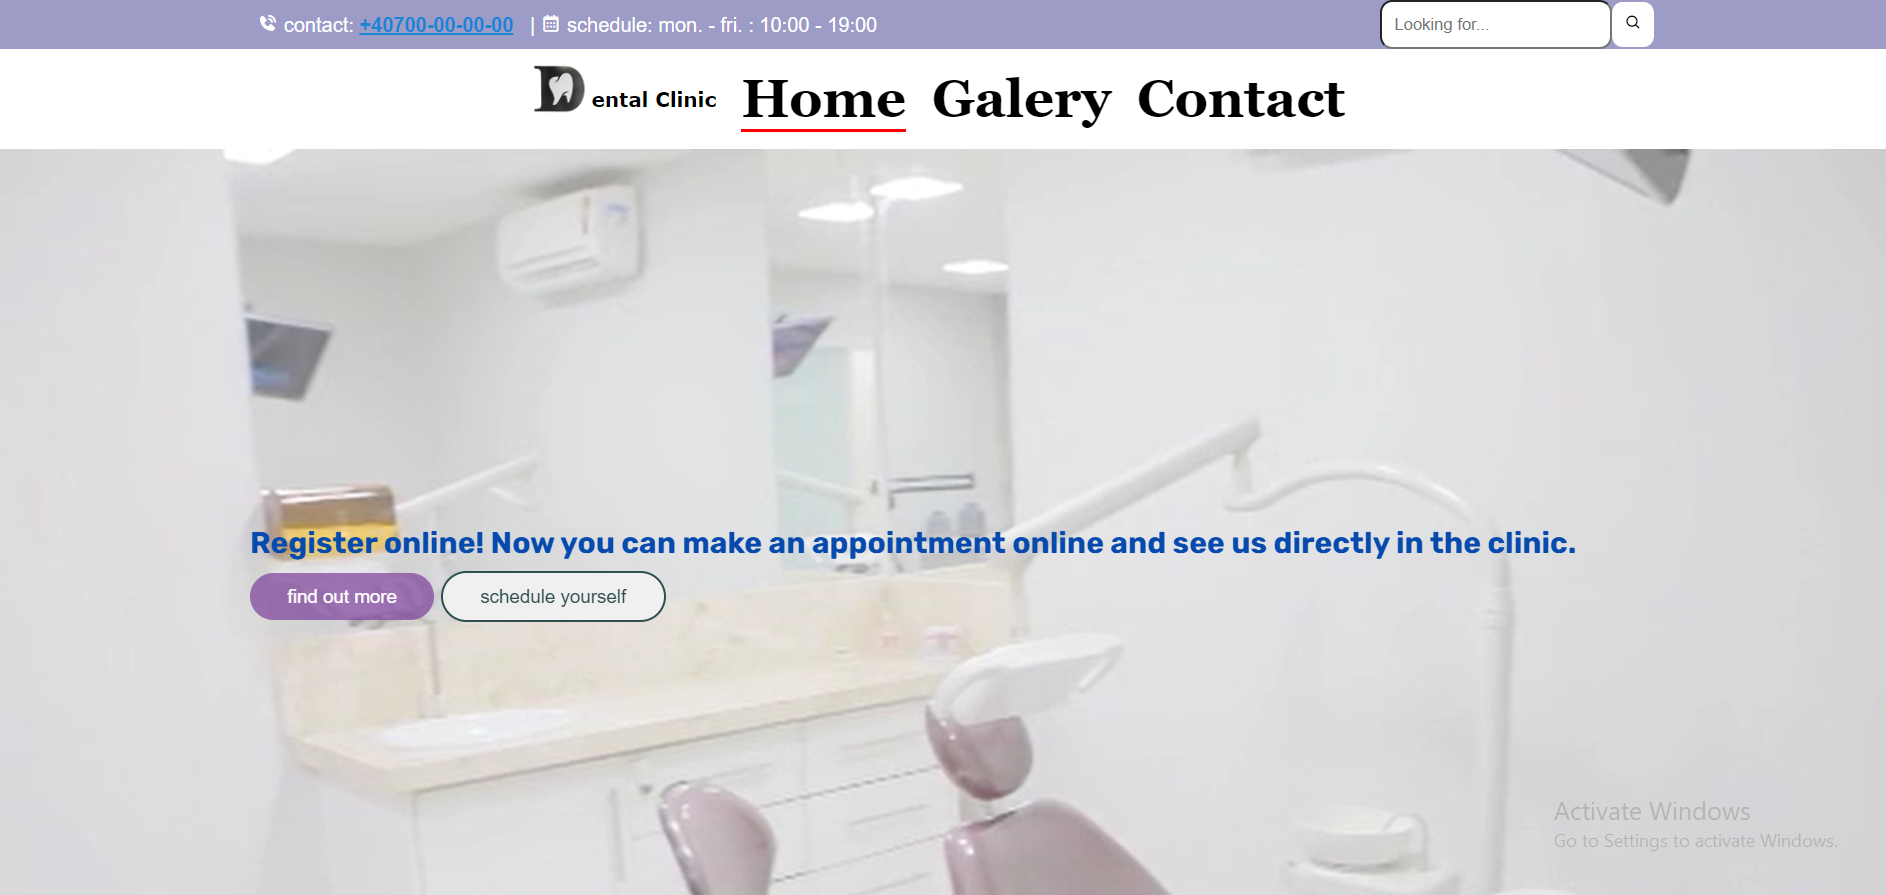 contact: +40700-00-00-00 | schedule: mon. - fri. : 10:00 - 19:00 Looking for...
Dental Clinic Home Galery Contact
Register online! Now you can make an appointment online and see us directly in the clinic.
find out more schedule yourself
Activate Windows
Go to Settings to activate Windows.